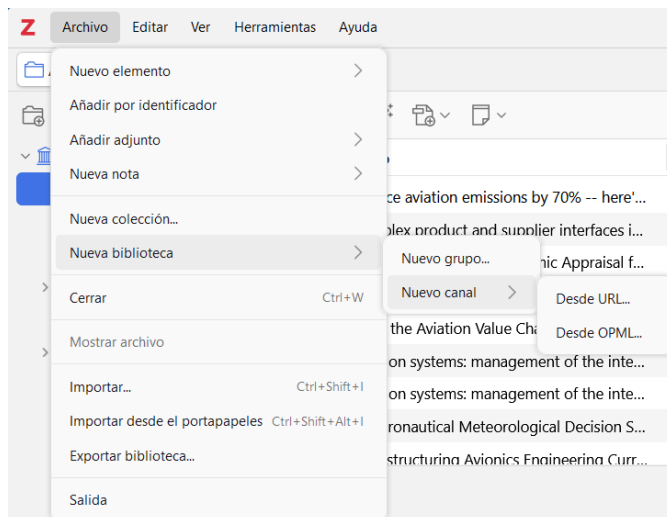 Z Archivo Editar Ver Herramientas Ayuda
Nuevo elemento
Añadir por identificador
Añadir adjunto
Nueva nota
ce aviation emissions by 70% -- here'...
Nueva colección...
plex product and supplier interfaces i...
Nueva biblioteca
Nuevo grupo...
nic Appraisal f...
Nuevo canal
Desde URL...
Cerrar Ctrl+W
the Aviation Value Cha
Desde OPML...
Mostrar archivo
on systems: management of the inte...
Importar... Ctrl+Shift+I
on systems: management of the inte...
Importar desde el portapapeles Ctrl+Shift+Alt+I
ronautical Meteorological Decision S...
Exportar biblioteca...
structuring Avionics Engineering Curr...
Salida